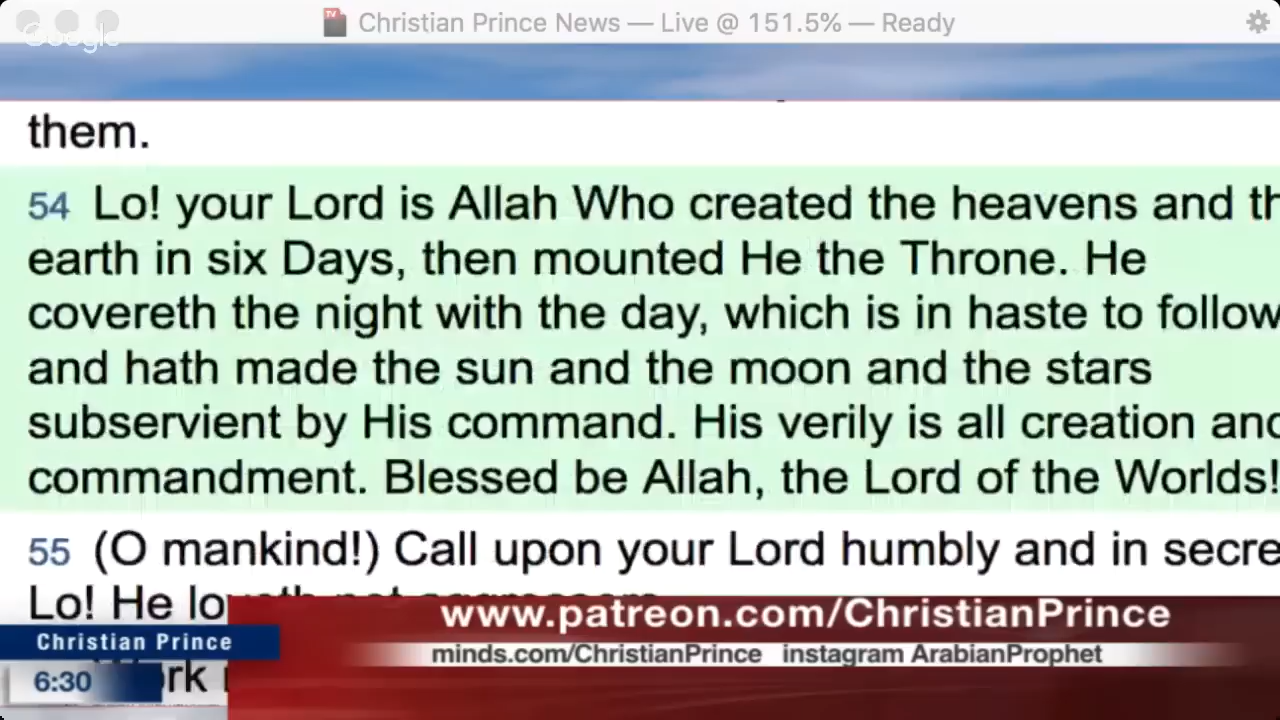 Christian Prince News — Live @ 151.5% — Ready
Google
them.
54 Lo! your Lord is Allah Who created the heavens and th
earth in six Days, then mounted He the Throne. He
covereth the night with the day, which is in haste to follow
and hath made the sun and the moon and the stars
subservient by His command. His verily is all creation and
commandment. Blessed be Allah, the Lord of the Worlds!
55 (O mankind!) Call upon your Lord humbly and in secre
Lo! He loveth not aggressors
www.patreon.com/ChristianPrince
Christian Prince
minds.com/ChristianPrince instagram ArabianProphet
6:30